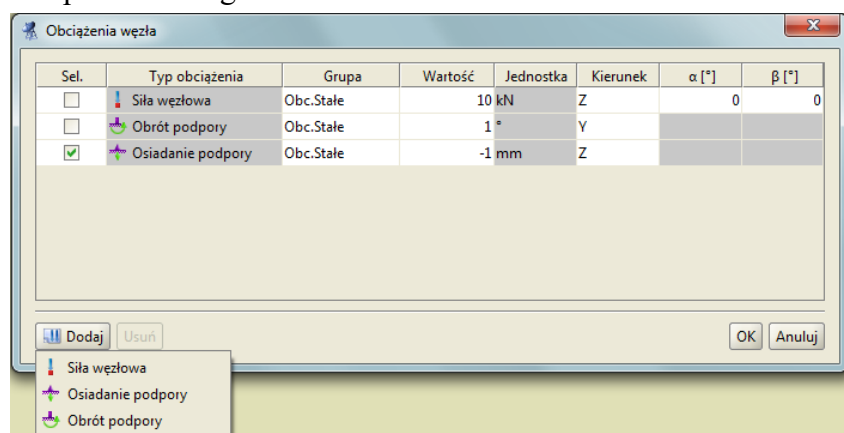 Obciążenia węzła
Sel. Typ obciążenia Grupa Wartość Jednostka Kierunek α [°] β [°]
Siła węzłowa Obc.Stałe 10 kN Z 0 0
Obrót podpory Obc.Stałe 1 ° Y
Osiadanie podpory Obc.Stałe -1 mm Z
Dodaj Usuń OK Anuluj
Siła węzłowa
Osiadanie podpory
Obrót podpory